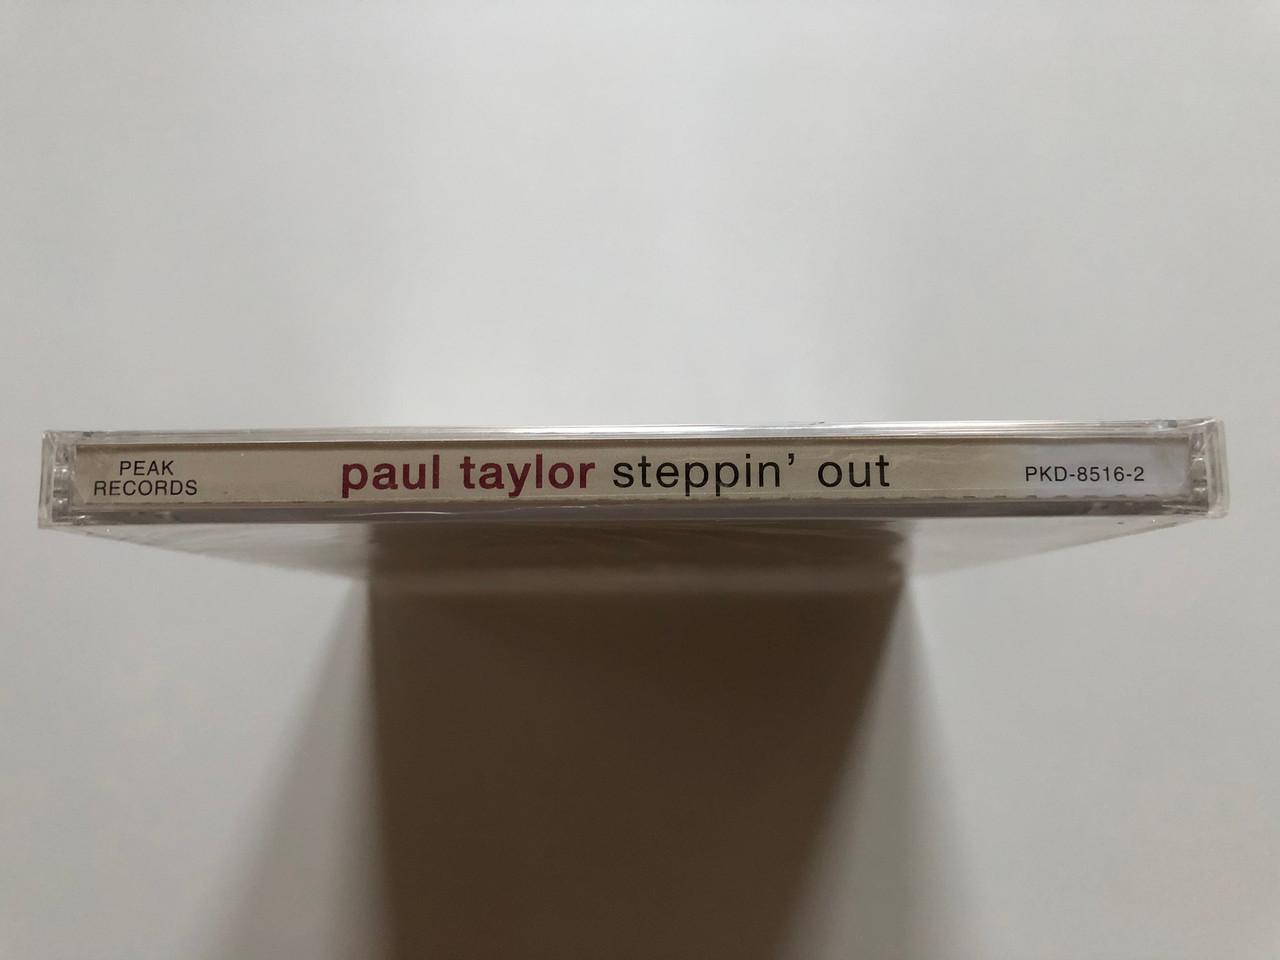 PEAK
RECORDS
paul taylor steppin’ out
PKD-8516-2